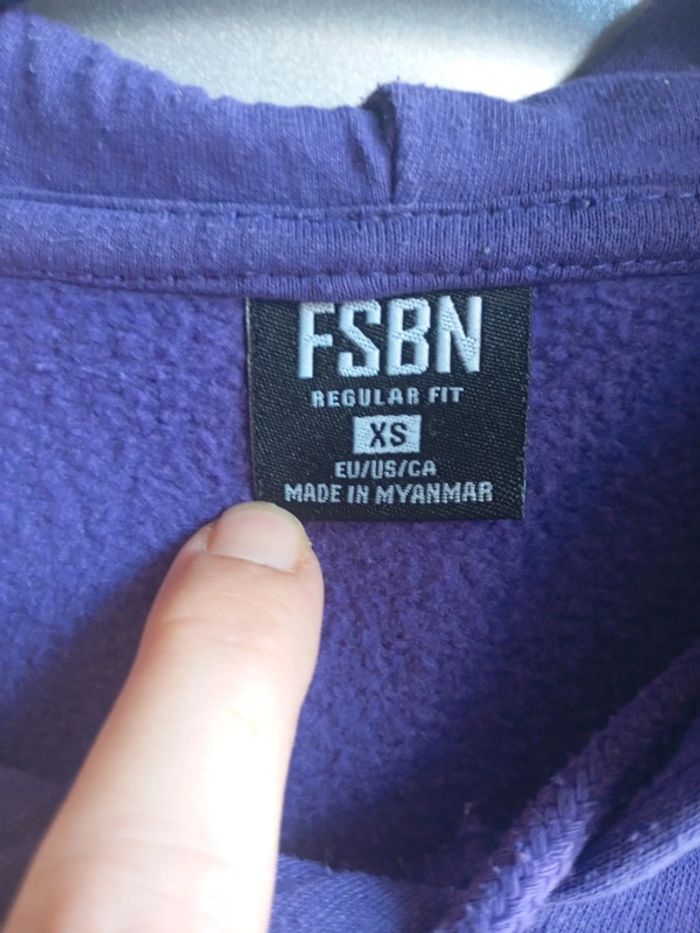 FSBN
REGULAR FIT
XS
EU/US/CA
MADE IN MYANMAR